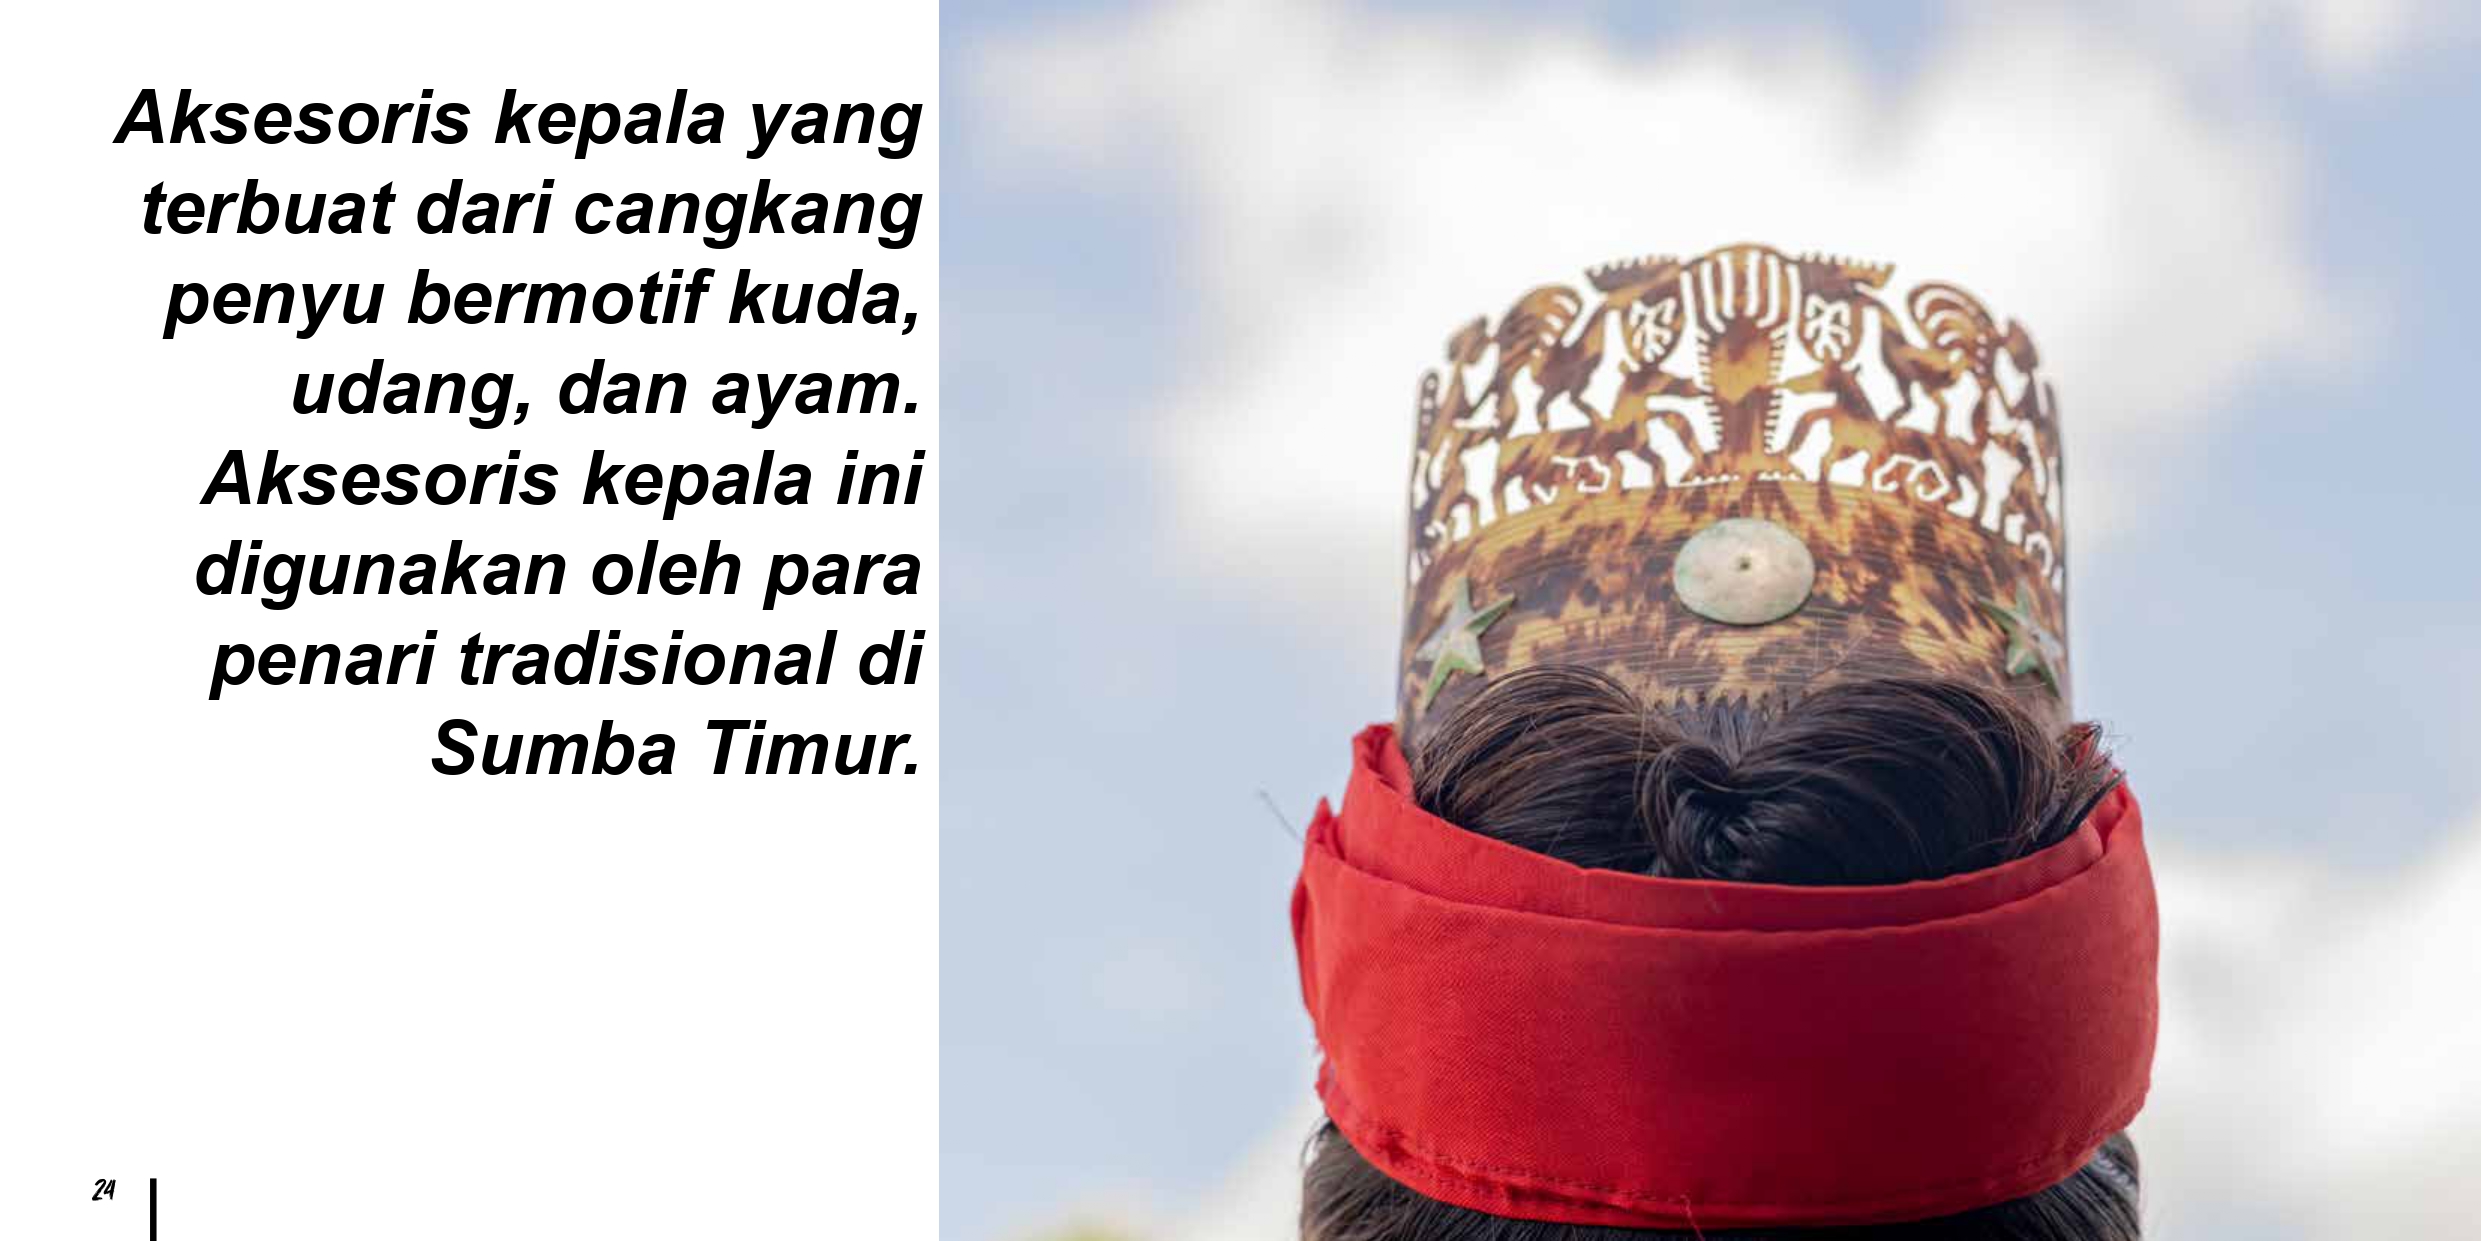 Aksesoris kepala yang
terbuat dari cangkang
penyu bermotif kuda,
udang, dan ayam.
Aksesoris kepala ini
digunakan oleh para
penari tradisional di
Sumba Timur.
24